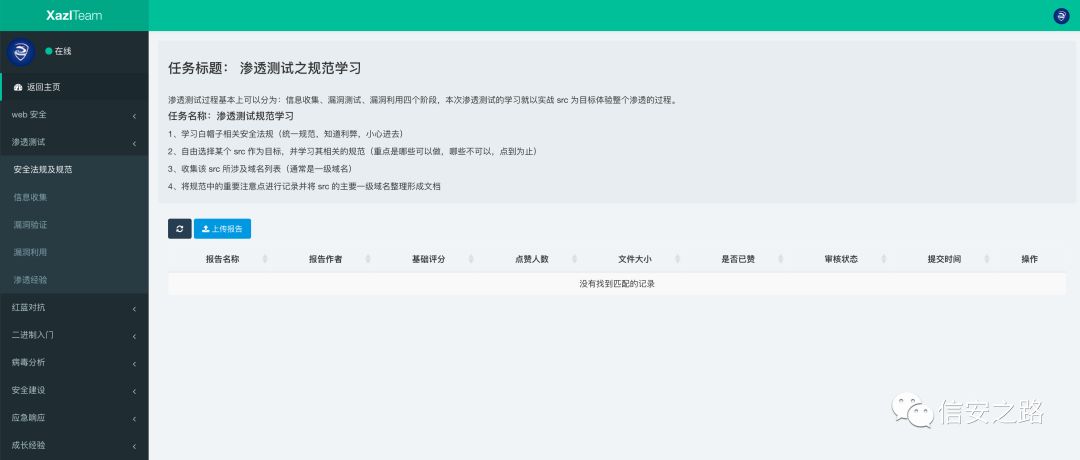 XazlTeam
在线
返回主页
web 安全
渗透测试
安全法规及规范
信息收集
漏洞验证
漏洞利用
渗透经验
红蓝对抗
二进制入门
病毒分析
安全建设
应急响应
成长经验
任务标题： 渗透测试之规范学习
渗透测试过程基本上可以分为：信息收集、漏洞测试、漏洞利用四个阶段，本次渗透测试的学习就以实战 src 为目标体验整个渗透的过程。
任务名称：渗透测试规范学习
1、学习白帽子相关安全法规（统一规范，知道利弊，小心进去）
2、自由选择某个 src 作为目标，并学习其相关的规范（重点是哪些可以做，哪些不可以，点到为止）
3、收集该 src 所涉及域名列表（通常是一级域名）
4、将规范中的重要注意点进行记录并将 src 的主要一级域名整理形成文档
上传报告
报告名称 报告作者 基础评分 点赞人数 文件大小 是否已赞 审核状态 提交时间 操作
没有找到匹配的记录
信安之路